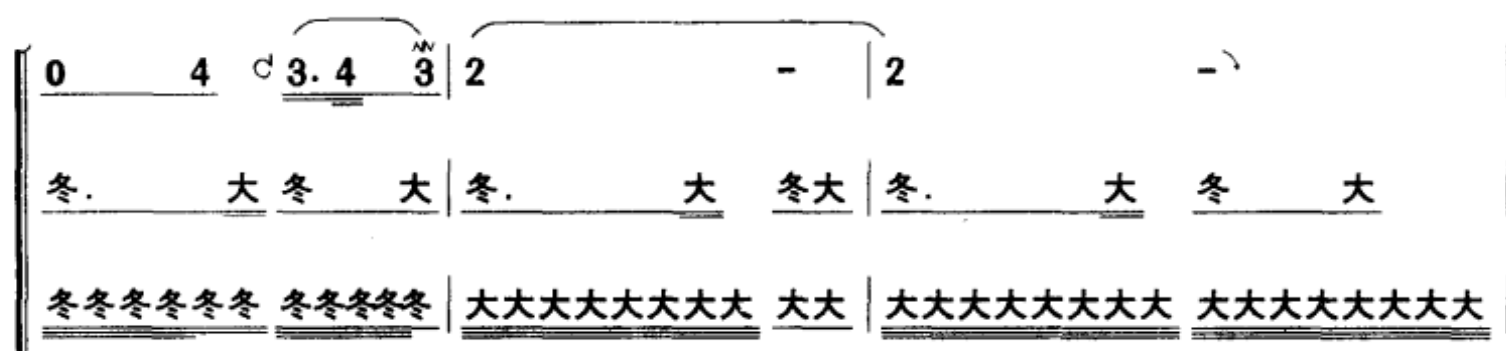 0 4 3. 4 3 | 2 - | 2 -
冬. 大 冬 大 | 冬. 大 冬大 | 冬. 大 冬 大
冬冬冬冬冬冬 冬冬冬冬冬 | 大大大大大大大大 大大 | 大大大大大大大大 大大大大大大大大